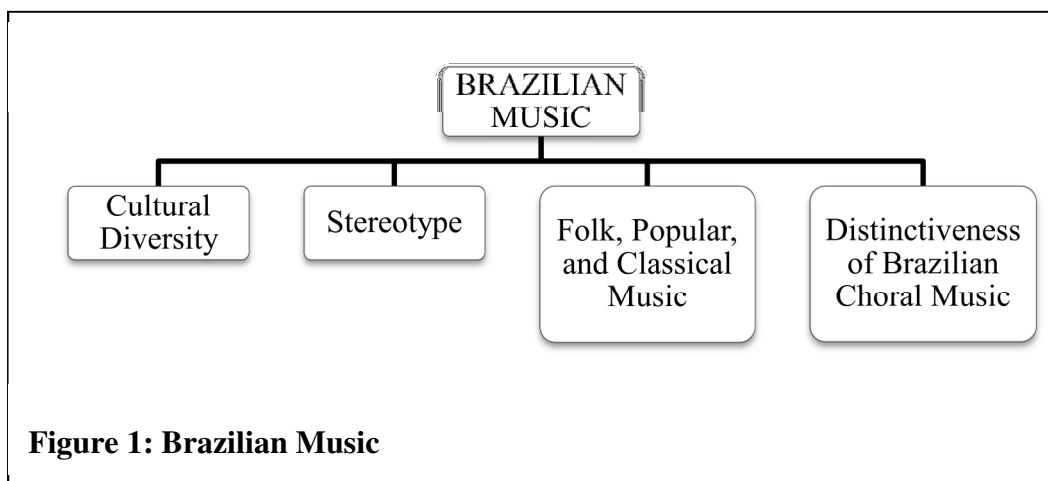 BRAZILIAN
MUSIC
Cultural
Diversity
Stereotype
Folk, Popular,
and Classical
Music
Distinctiveness
of Brazilian
Choral Music
Figure 1: Brazilian Music